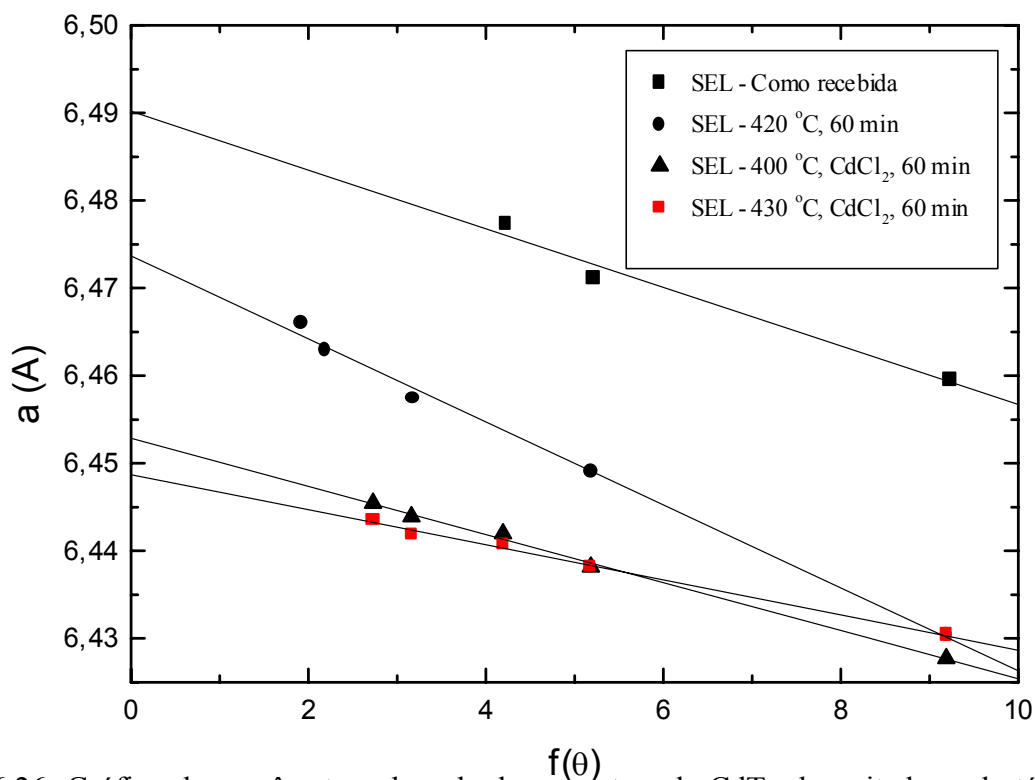 6,50
6,49
6,48
6,47
6,46
6,45
6,44
6,43
a (A)
SEL - Como recebida
SEL - 420 °C, 60 min
SEL - 400 °C, CdCl₂, 60 min
SEL - 430 °C, CdCl₂, 60 min
0 2 4 6 8 10
f(θ)